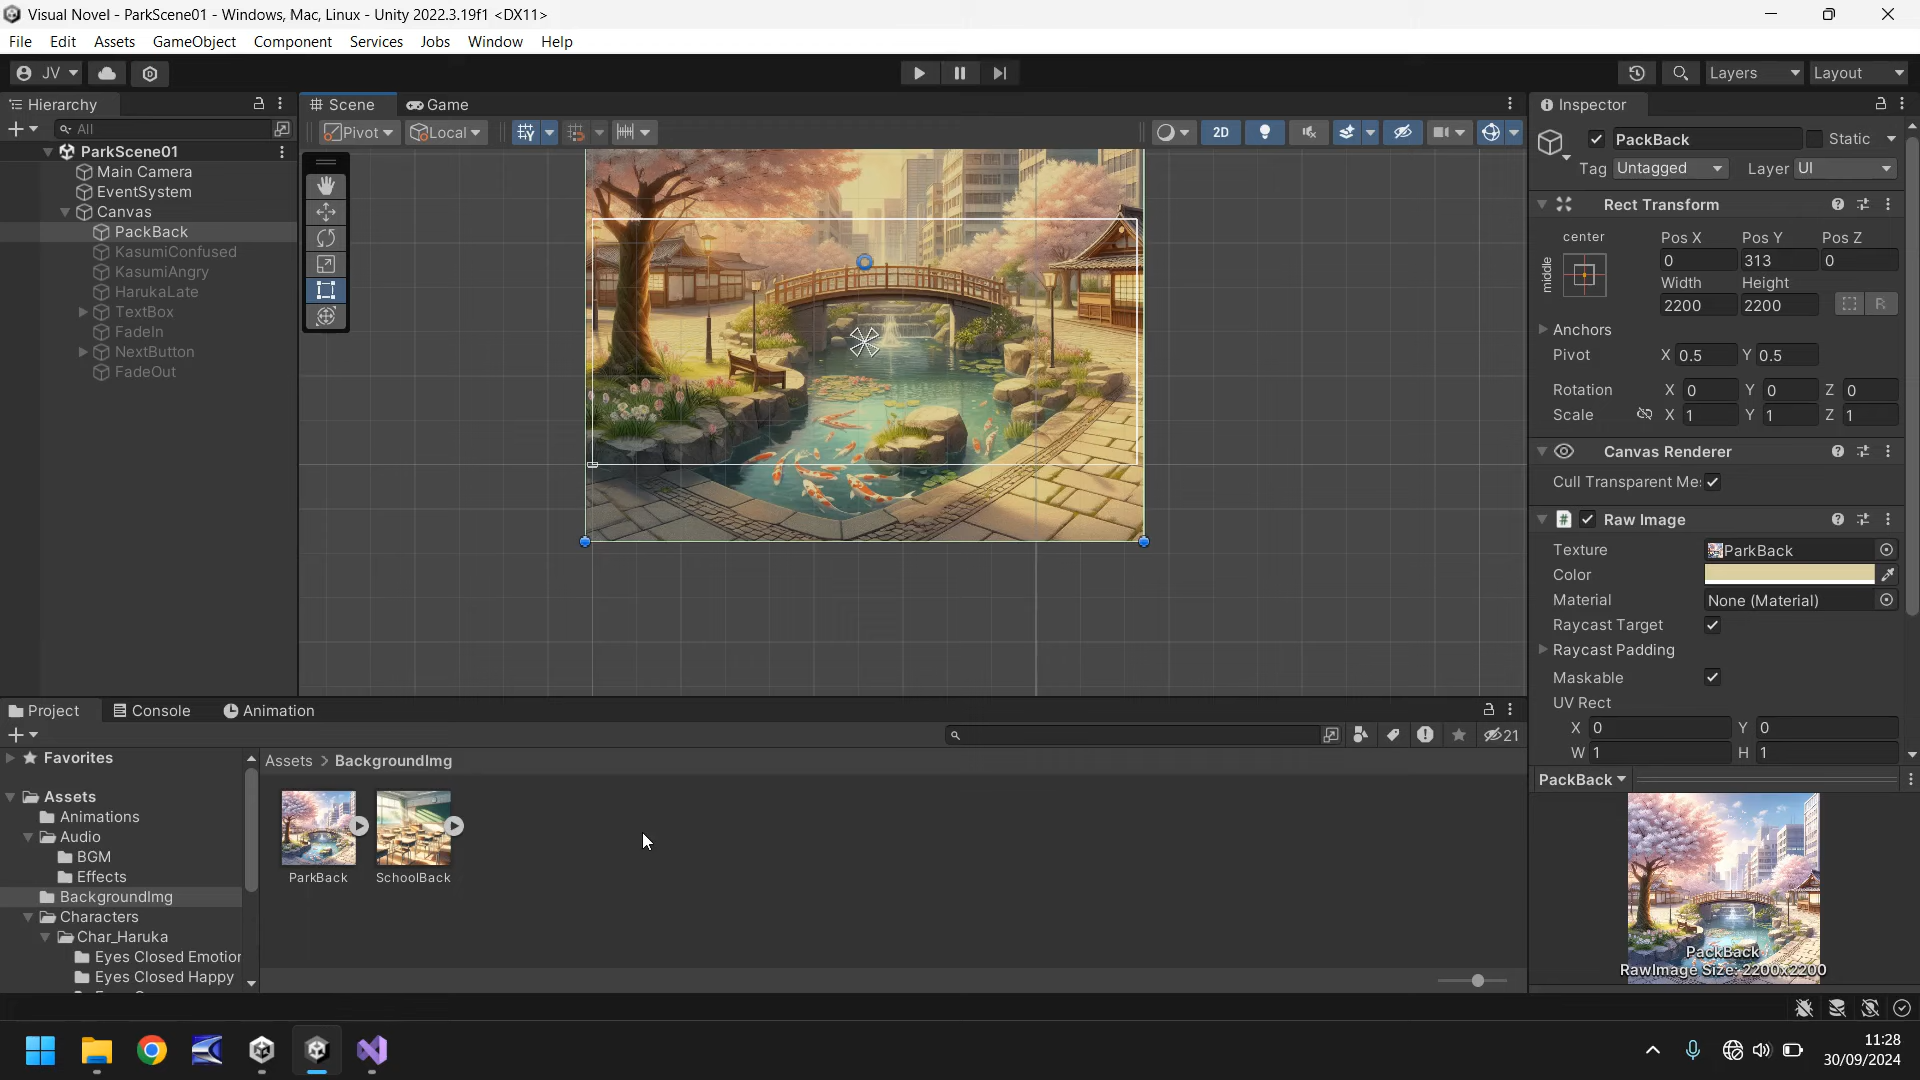 Visual Novel - ParkScene01 - Windows, Mac, Linux - Unity 2022.3.19f1 <DX11>
File Edit Assets GameObject Component Services Jobs Window Help
JV Layers Layout
Hierarchy Scene Game Inspector
All Pivot Local 2D PackBack Static
ParkScene01 Tag Untagged Layer UI
Main Camera
EventSystem
Canvas Rect Transform
PackBack center Pos X Pos Y Pos Z
KasumiConfused 0 313 0
KasumiAngry middle Width Height
HarukaLate 2200 2200 R
TextBox Anchors
FadeIn Pivot X 0.5 Y 0.5
NextButton Rotation X 0 Y 0 Z 0
FadeOut Scale X 1 Y 1 Z 1
Canvas Renderer
Cull Transparent Me:
Raw Image
Texture ParkBack
Color
Material None (Material)
Raycast Target
Raycast Padding
Maskable
UV Rect
X 0 Y 0
W 1 H 1
Project Console Animation
21
Favorites Assets > BackgroundImg
Assets
Animations
Audio
BGM
Effects ParkBack SchoolBack
BackgroundImg
Characters
Char_Haruka
Eyes Closed Emotior
Eyes Closed Happy
PackBack
PackBack
RawImage Size: 2200x2200
11:28
30/09/2024